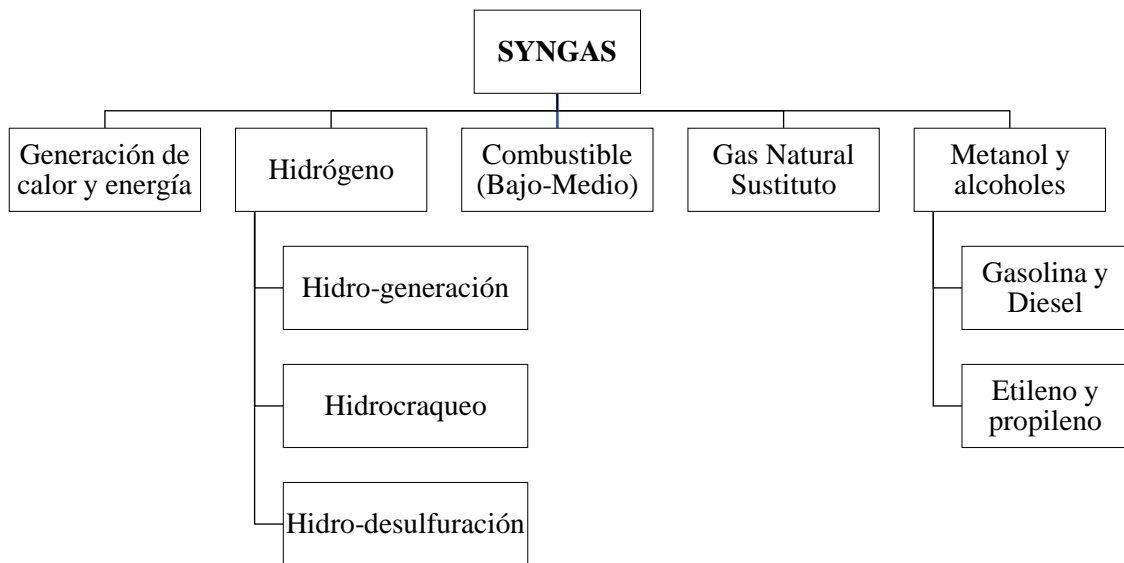 SYNGAS
Generación de
calor y energía
Hidrógeno
Combustible
(Bajo-Medio)
Gas Natural
Sustituto
Metanol y
alcoholes
Hidro-generación
Hidrocraqueo
Hidro-desulfuración
Gasolina y
Diesel
Etileno y
propileno